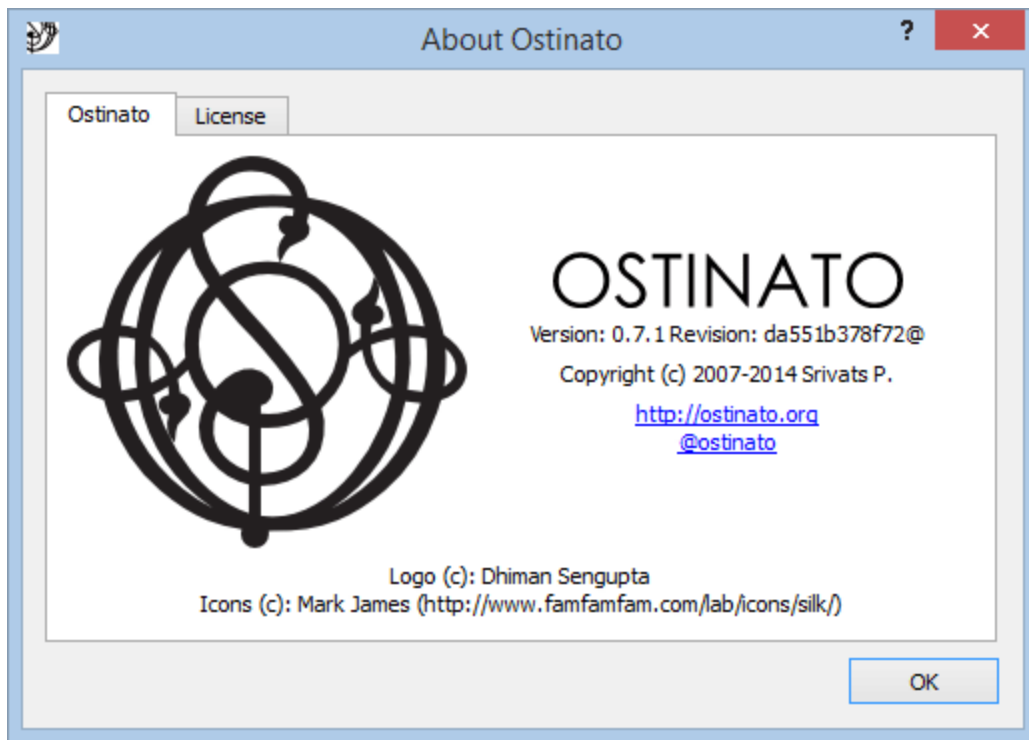 About Ostinato
?
Ostinato
License
OSTINATO
Version: 0.7.1 Revision: da551b378f72@
Copyright (c) 2007-2014 Srivats P.
http://ostinato.org
@ostinato
Logo (c): Dhiman Sengupta
Icons (c): Mark James (http://www.famfamfam.com/lab/icons/silk/)
OK